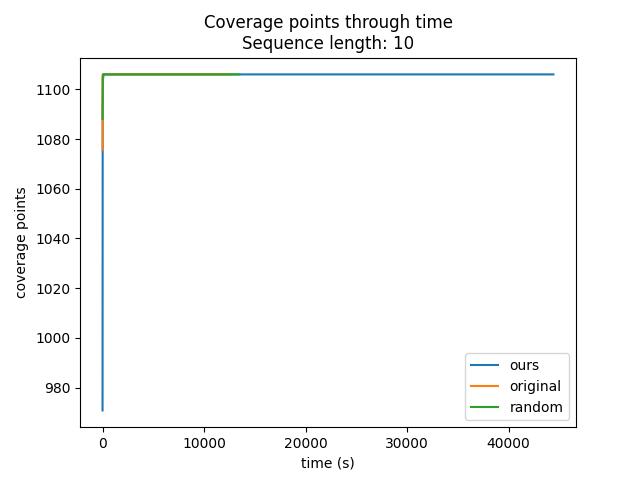 Coverage points through time
Sequence length: 10
coverage points
1100
1080
1060
1040
1020
1000
980
0
10000
20000
30000
40000
time (s)
ours
original
random